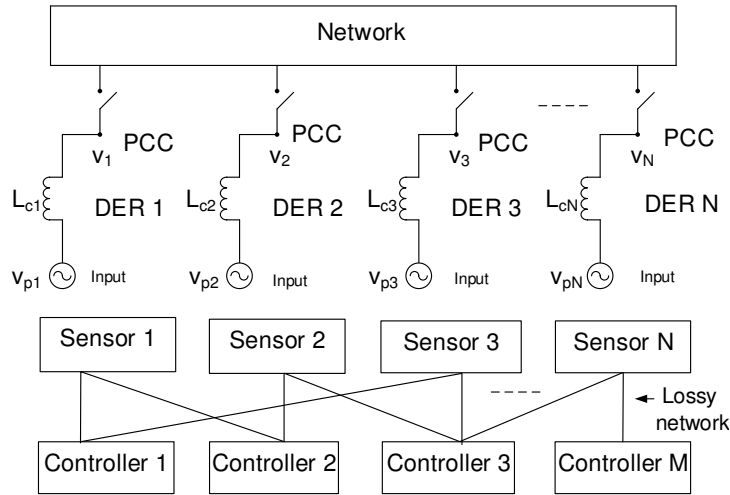 Network
PCC PCC PCC PCC
v1 v2 v3 vN
Lc1 DER 1 Lc2 DER 2 Lc3 DER 3 LcN DER N
vp1 Input vp2 Input vp3 Input vpN Input
Sensor 1 Sensor 2 Sensor 3 Sensor N
Lossy
network
Controller 1 Controller 2 Controller 3 Controller M